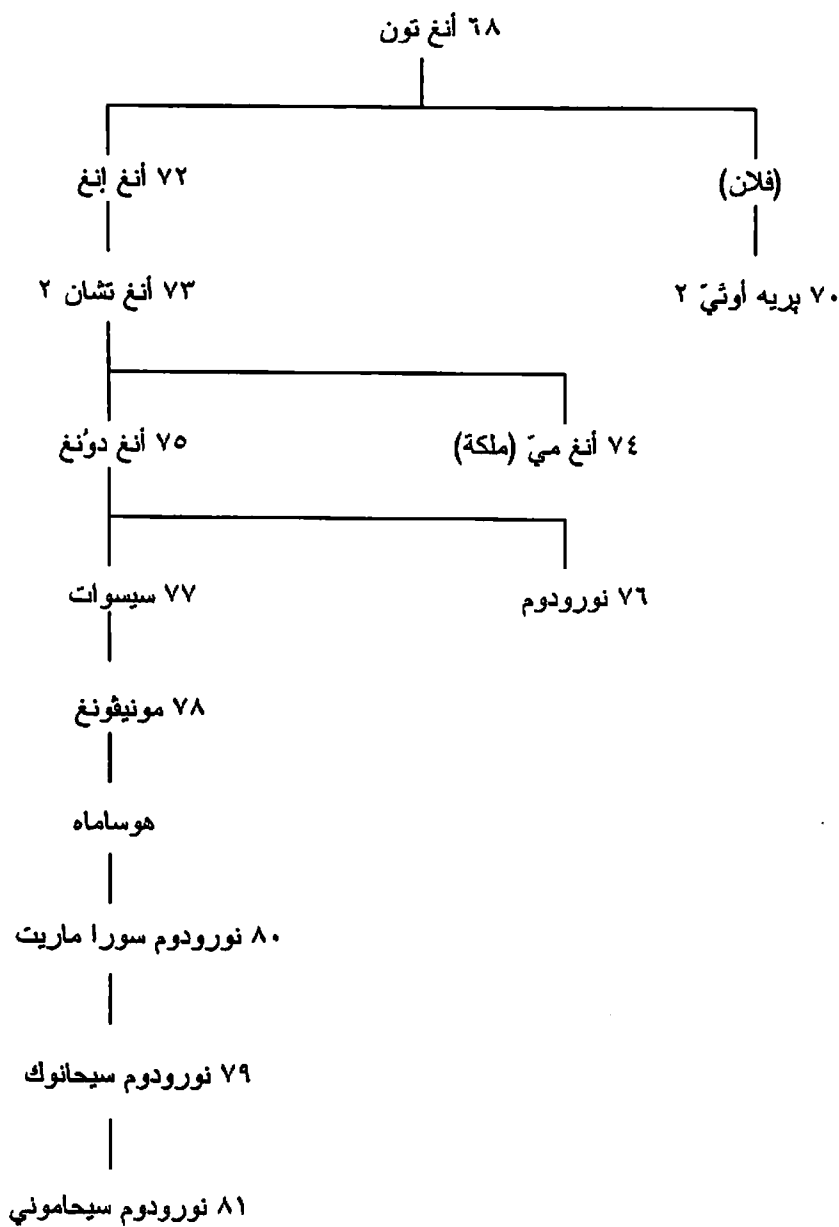 ٦٨ أنغ تون
(فلان)
٧٢ أنغ إنغ
٧٠ پريه أوثيّ ٢
٧٣ أنغ تشان ٢
٧٤ أنغ ميّ (ملكة)
٧٥ أنغ دوُنغ
٧٦ نورودوم
٧٧ سيسوات
٧٨ مونيڤونغ
هوساماه
٨٠ نورودوم سورا ماريت
٧٩ نورودوم سيحانوك
٨١ نورودوم سيحاموني